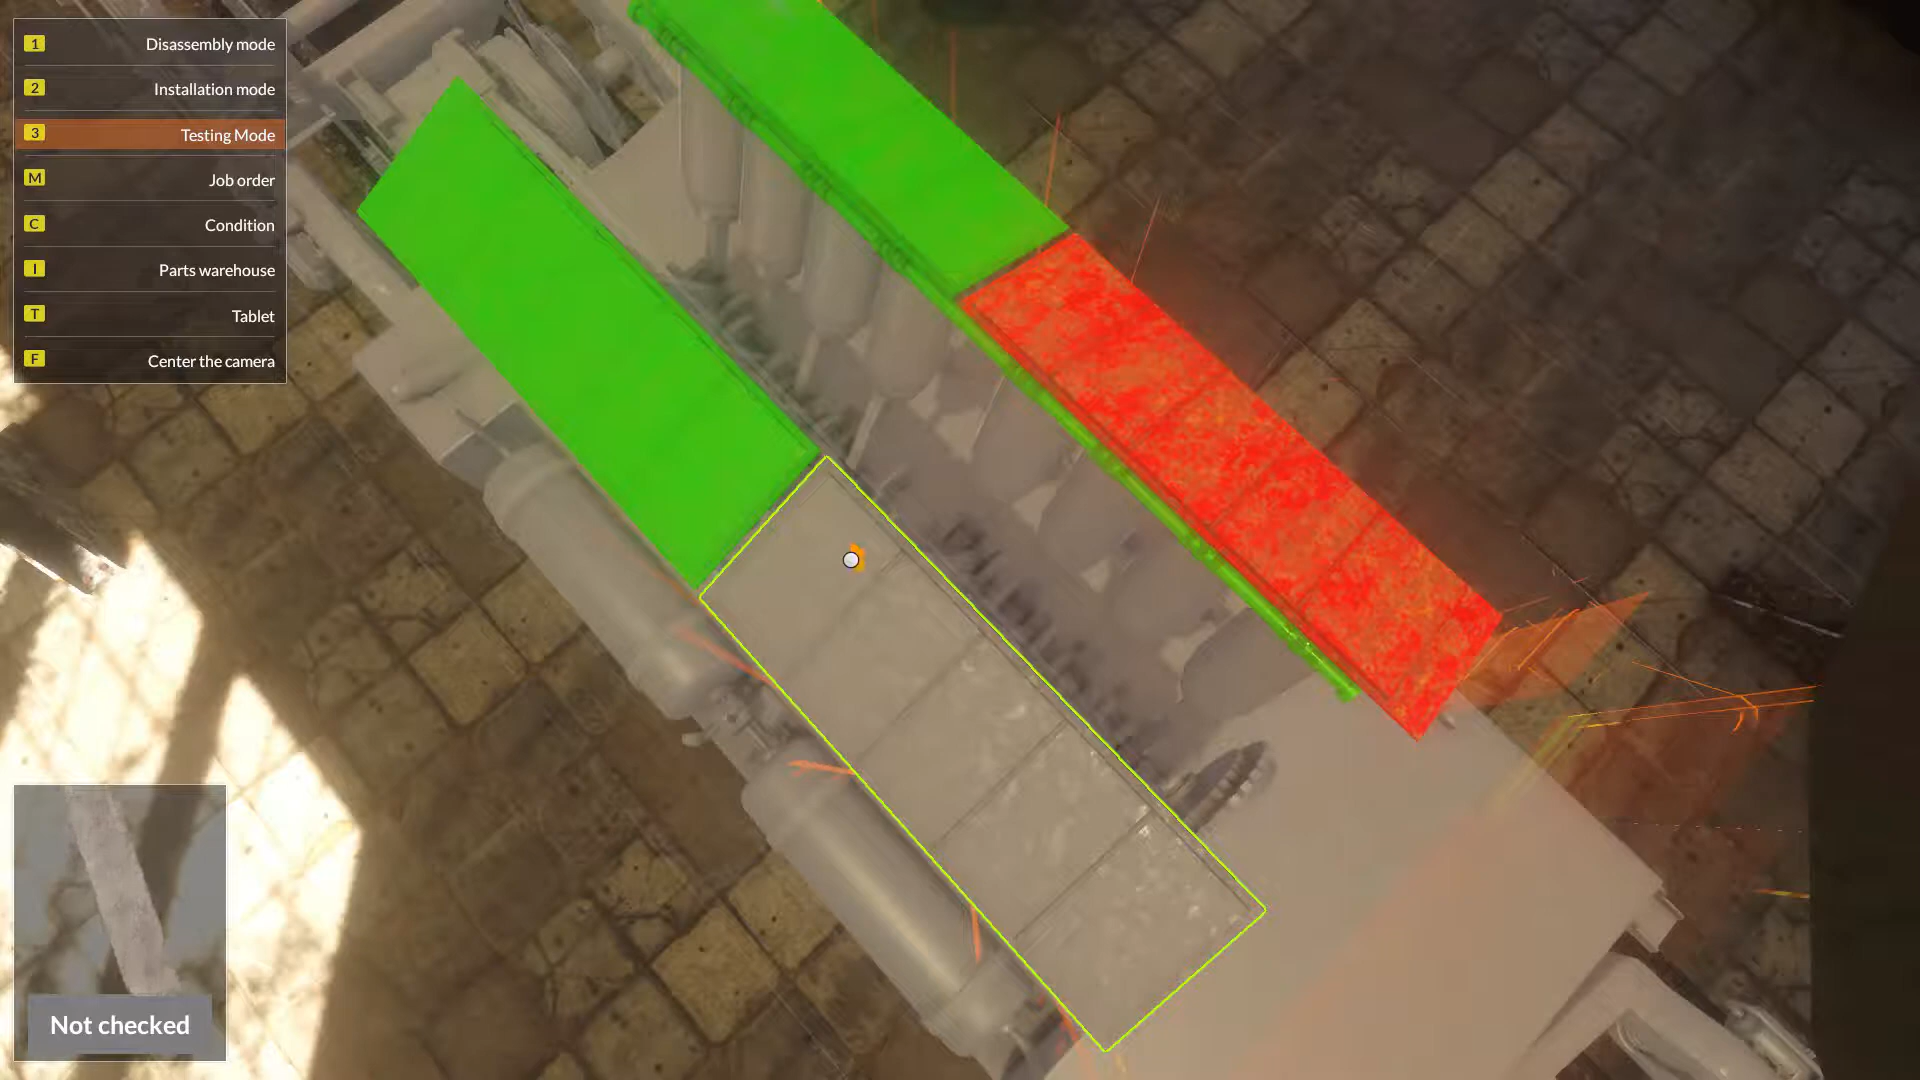 1 Disassembly mode
2 Installation mode
3 Testing Mode
M Job order
C Condition
I Parts warehouse
T Tablet
F Center the camera
Not checked